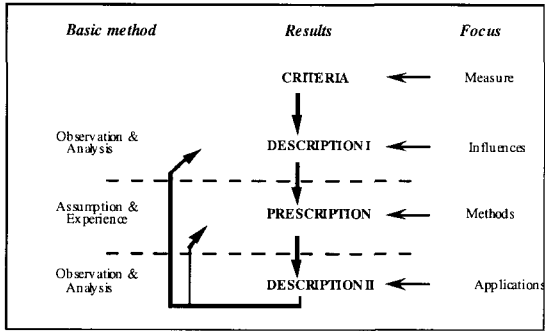 Basic method Results Focus
CRITERIA Measure
Observation &
Analysis
DESCRIPTION I Influences
Assumption &
Experience
PRESCRIPTION Methods
Observation &
Analysis
DESCRIPTION II Applications